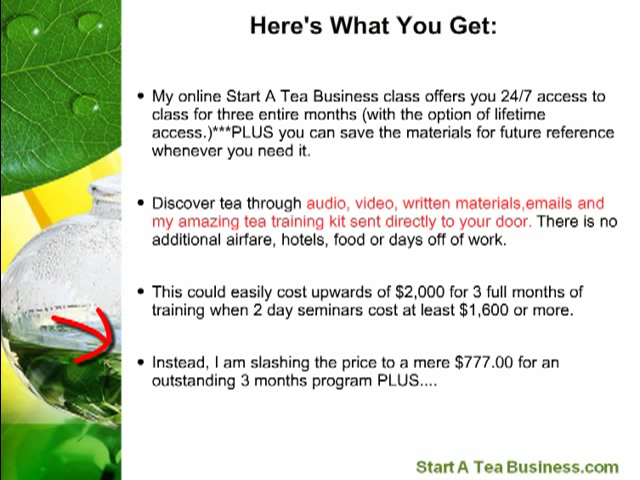 Here's What You Get:
• My online Start A Tea Business class offers you 24/7 access to
class for three entire months (with the option of lifetime
access.)***PLUS you can save the materials for future reference
whenever you need it.
• Discover tea through audio, video, written materials,emails and
my amazing tea training kit sent directly to your door. There is no
additional airfare, hotels, food or days off of work.
• This could easily cost upwards of $2,000 for 3 full months of
training when 2 day seminars cost at least $1,600 or more.
• Instead, I am slashing the price to a mere $777.00 for an
outstanding 3 months program PLUS....
Start A Tea Business.com